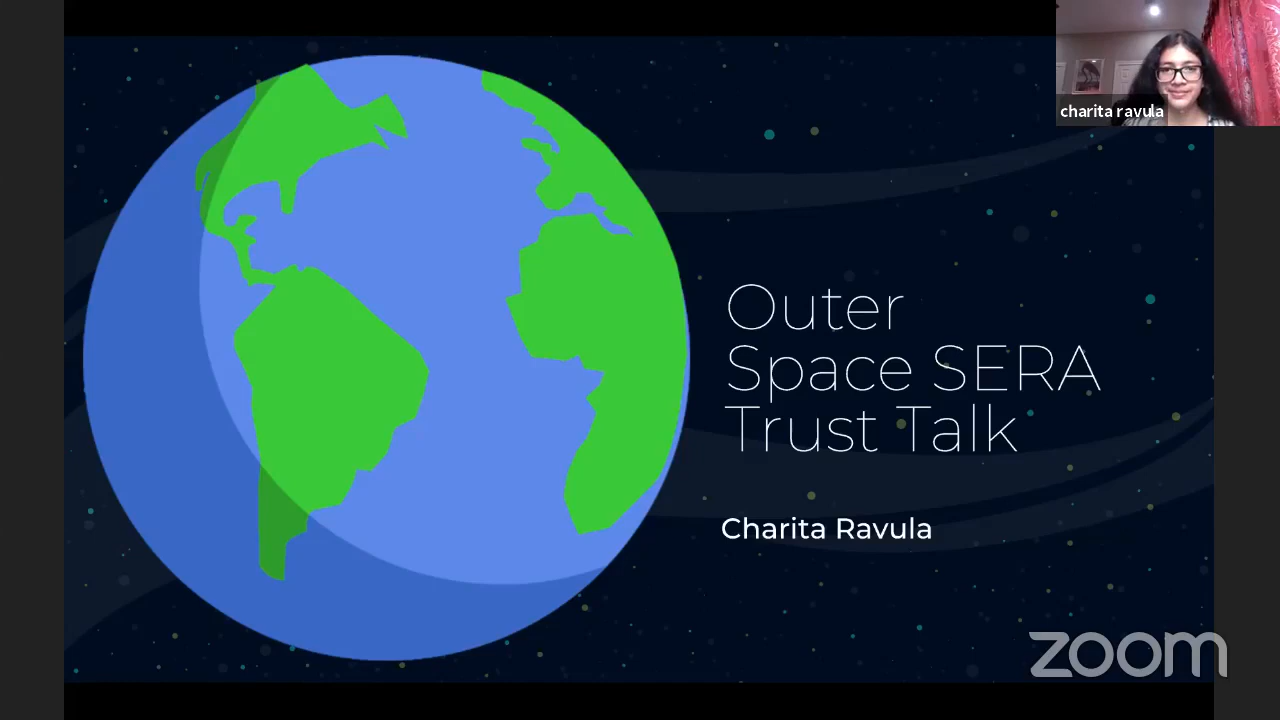 charita ravula
Outer
Space SERA
Trust Talk
Charita Ravula
zoom